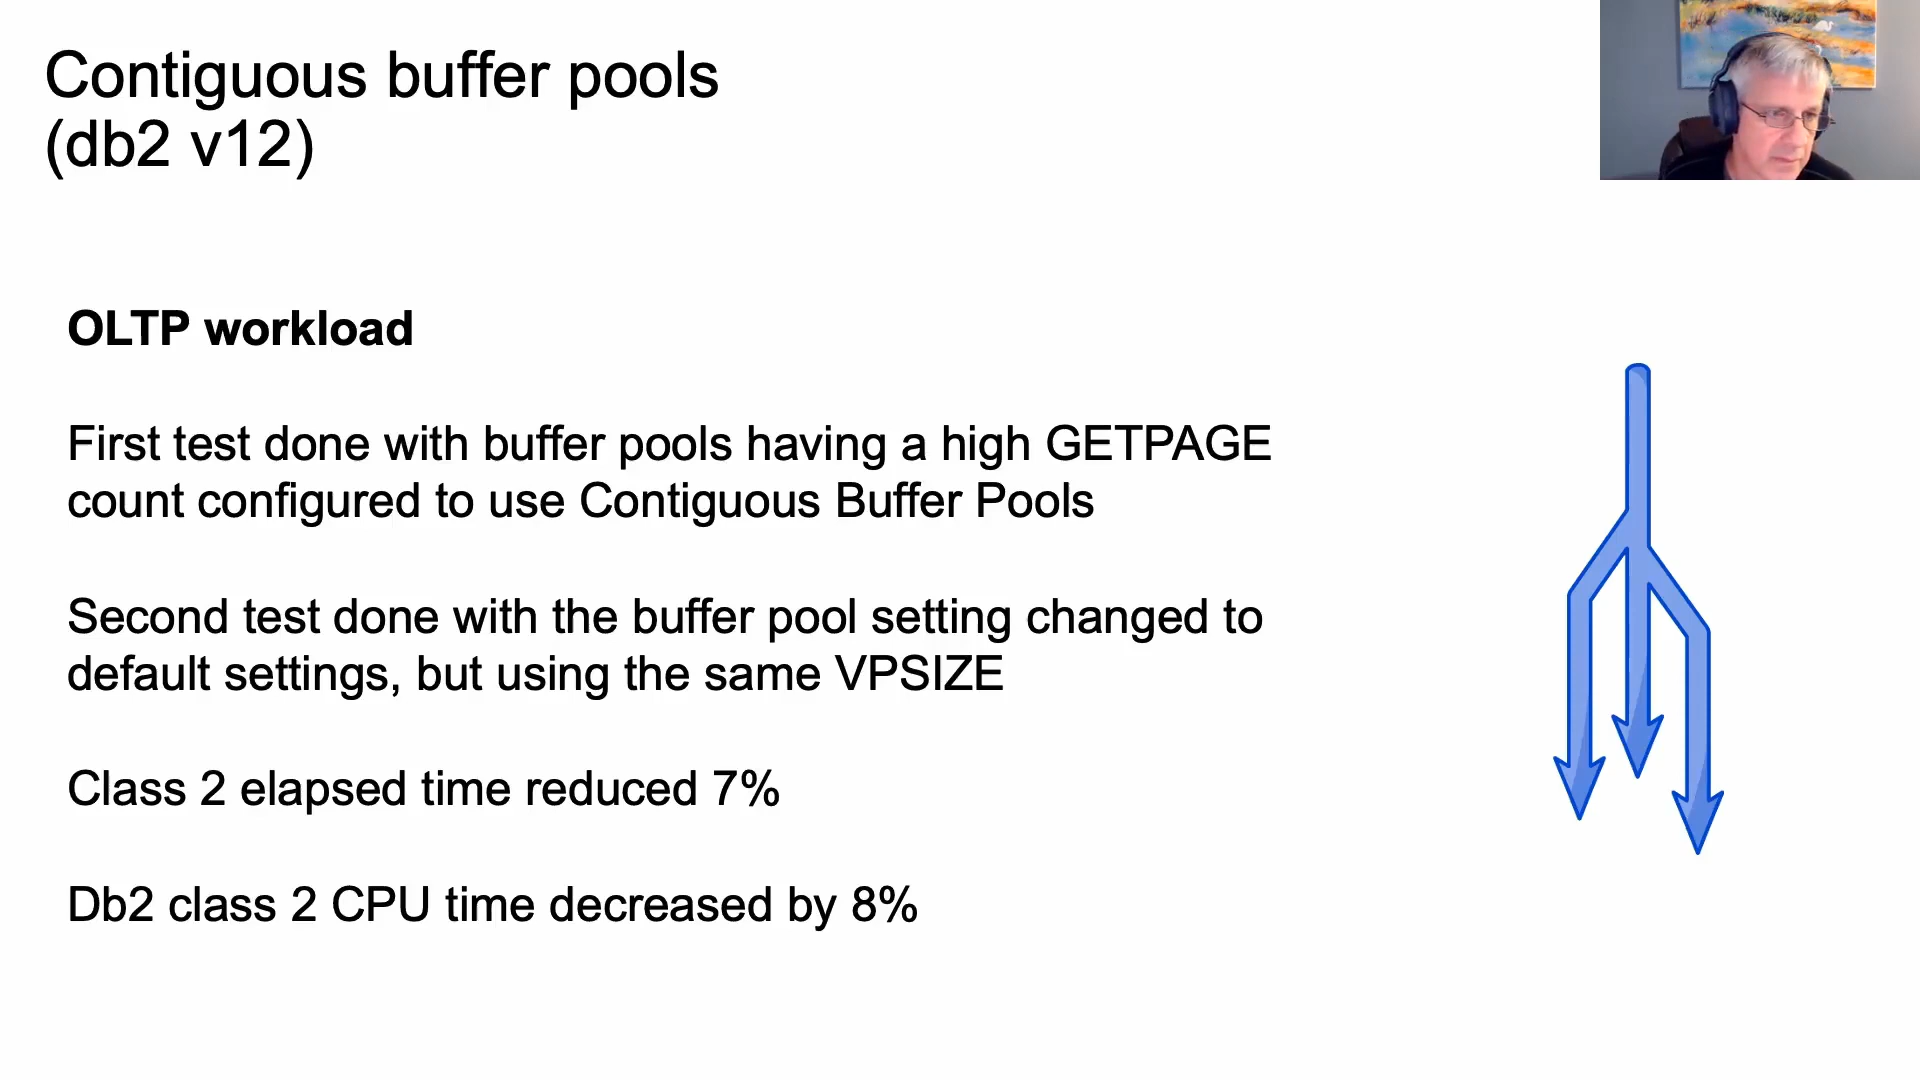 Contiguous buffer pools
(db2 v12)
OLTP workload
First test done with buffer pools having a high GETPAGE
count configured to use Contiguous Buffer Pools
Second test done with the buffer pool setting changed to
default settings, but using the same VPSIZE
Class 2 elapsed time reduced 7%
Db2 class 2 CPU time decreased by 8%